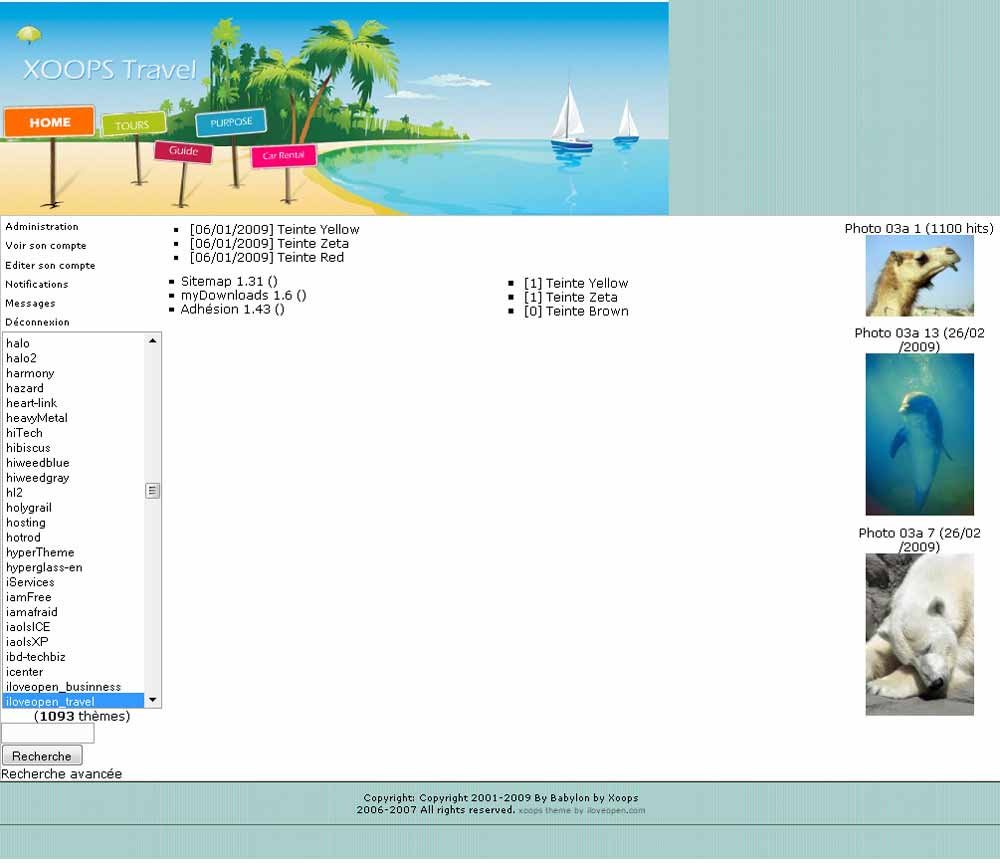 XOOPS Travel
HOME
TOURS
PURPOSE
Guide
Car Rental
Administration
Voir son compte
Editer son compte
Notifications
Messages
Déconnexion
halo
halo2
harmony
hazard
heart-link
heavyMetal
hiTech
hibiscus
hiweedblue
hiweedgray
hl2
holygrail
hosting
hotrod
hyperTheme
hyperglass-en
iServices
iamFree
iamafraid
iaolsICE
iaolsXP
ibd-techbiz
icenter
iloveopen_businness
iloveopen_travel
(1093 thèmes)
Recherche
Recherche avancée
[06/01/2009] Teinte Yellow
[06/01/2009] Teinte Zeta
[06/01/2009] Teinte Red
Sitemap 1.31 ()
myDownloads 1.6 ()
Adhésion 1.43 ()
[1] Teinte Yellow
[1] Teinte Zeta
[0] Teinte Brown
Photo 03a 1 (1100 hits)
Photo 03a 13 (26/02
/2009)
Photo 03a 7 (26/02
/2009)
Copyright: Copyright 2001-2009 By Babylon by Xoops
2006-2007 All rights reserved. xoops theme by iloveopen.com